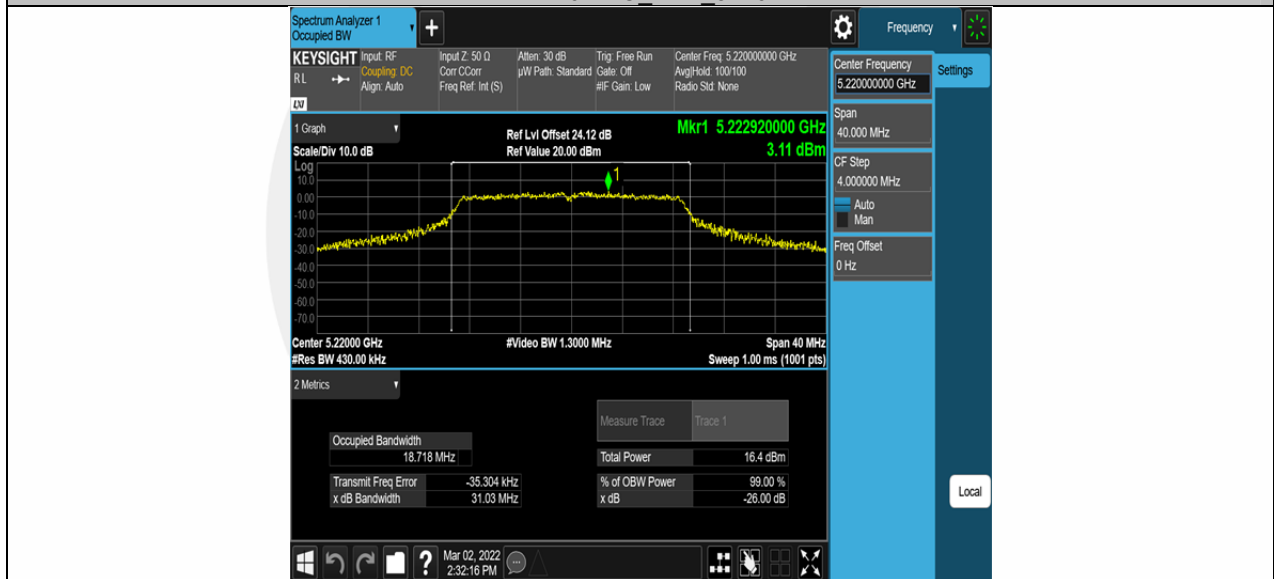 Spectrum Analyzer 1
Occupied BW
+
Frequency
KEYSIGHT
RL
LXI
Input: RF
Coupling: DC
Align: Auto
Input Z: 50 Ω
Corr CCorr
Freq Ref: Int (S)
Atten: 30 dB
µW Path: Standard
Trig: Free Run
Gate: Off
#IF Gain: Low
Center Freq: 5.220000000 GHz
Avg|Hold: 100/100
Radio Std: None
Center Frequency
5.220000000 GHz
Settings
Span
40.000 MHz
CF Step
4.000000 MHz
Auto
Man
Freq Offset
0 Hz
1 Graph
Scale/Div 10.0 dB
Ref Lvl Offset 24.12 dB
Ref Value 20.00 dBm
Mkr1 5.222920000 GHz
3.11 dBm
Log
10.0
0.00
-10.0
-20.0
-30.0
-40.0
-50.0
-60.0
-70.0
1
Center 5.22000 GHz
#Res BW 430.00 kHz
#Video BW 1.3000 MHz
Span 40 MHz
Sweep 1.00 ms (1001 pts)
2 Metrics
Measure Trace Trace 1
Occupied Bandwidth
18.718 MHz
Total Power 16.4 dBm
Transmit Freq Error -35.304 kHz
x dB Bandwidth 31.03 MHz
% of OBW Power 99.00 %
x dB -26.00 dB
Local
?
Mar 02, 2022
2:32:16 PM